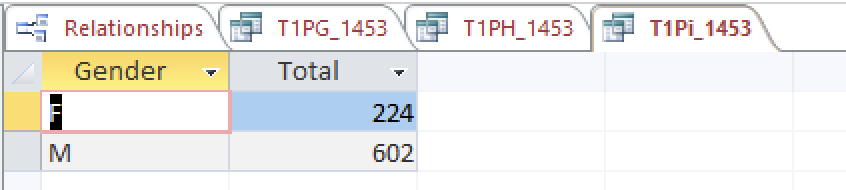 Relationships T1PG_1453 T1PH_1453 T1Pi_1453
Gender Total
F 224
M 602